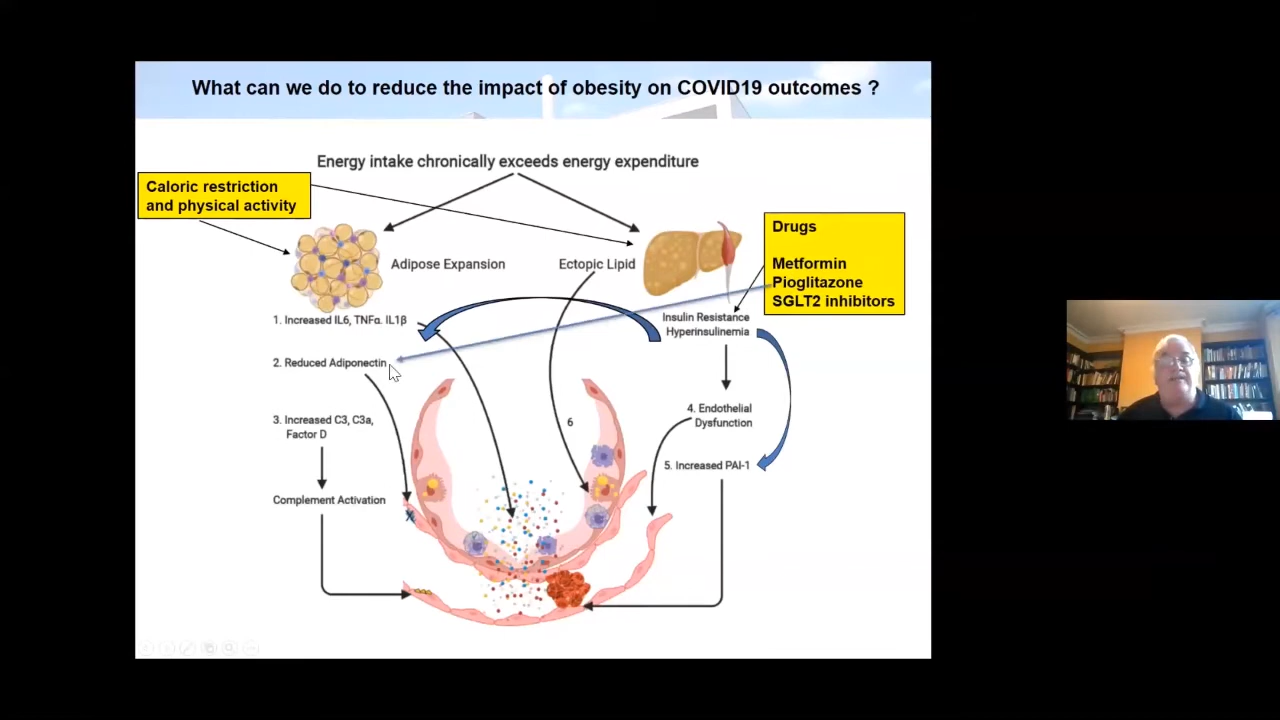 What can we do to reduce the impact of obesity on COVID19 outcomes ?
Energy intake chronically exceeds energy expenditure
Caloric restriction
and physical activity
Drugs
Metformin
Pioglitazone
SGLT2 inhibitors
Adipose Expansion
Ectopic Lipid
1. Increased IL6, TNFα. IL1β
Insulin Resistance
Hyperinsulinemia
2. Reduced Adiponectin
3. Increased C3, C3a,
Factor D
6
4. Endothelial
Dysfunction
5. Increased PAI-1
Complement Activation